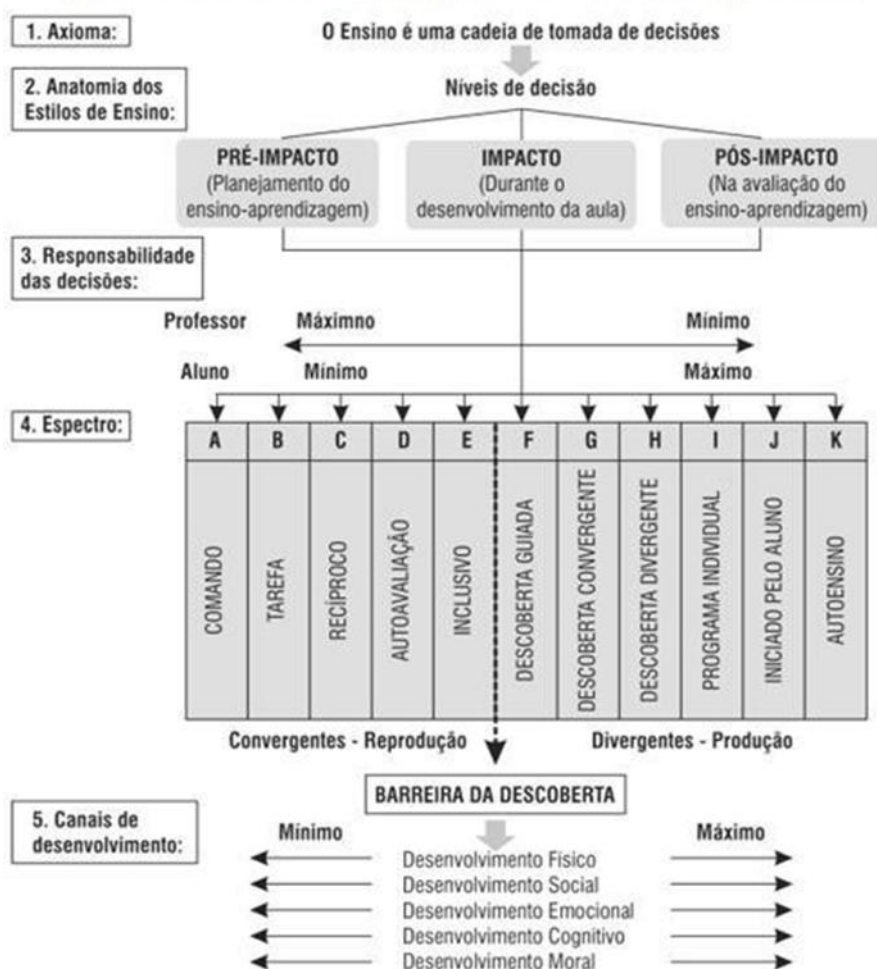 1. Axioma:
O Ensino é uma cadeia de tomada de decisões
2. Anatomia dos
Estilos de Ensino:
Níveis de decisão
PRÉ-IMPACTO
(Planejamento do
ensino-aprendizagem)
IMPACTO
(Durante o
desenvolvimento da aula)
PÓS-IMPACTO
(Na avaliação do
ensino-aprendizagem)
3. Responsabilidade
das decisões:
Professor Máximno Mínimo
Aluno Mínimo Máximo
4. Espectro:
A B C D E F G H I J K
COMANDO
TAREFA
RECÍPROCO
AUTOAVALIAÇÃO
INCLUSIVO
DESCOBERTA GUIADA
DESCOBERTA CONVERGENTE
DESCOBERTA DIVERGENTE
PROGRAMA INDIVIDUAL
INICIADO PELO ALUNO
AUTOENSINO
Convergentes - Reprodução Divergentes - Produção
BARREIRA DA DESCOBERTA
5. Canais de
desenvolvimento:
Mínimo Máximo
Desenvolvimento Físico
Desenvolvimento Social
Desenvolvimento Emocional
Desenvolvimento Cognitivo
Desenvolvimento Moral